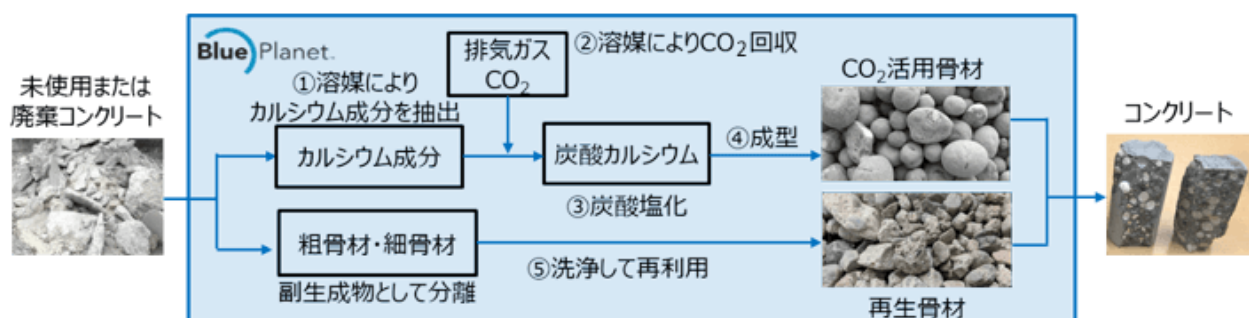 Blue Planet.
未使用または
廃棄コンクリート
①溶媒により
カルシウム成分を抽出
カルシウム成分
排気ガス
CO₂
②溶媒によりCO₂回収
炭酸カルシウム
③炭酸塩化
④成型
CO₂活用骨材
コンクリート
粗骨材・細骨材
副生成物として分離
⑤洗浄して再利用
再生骨材